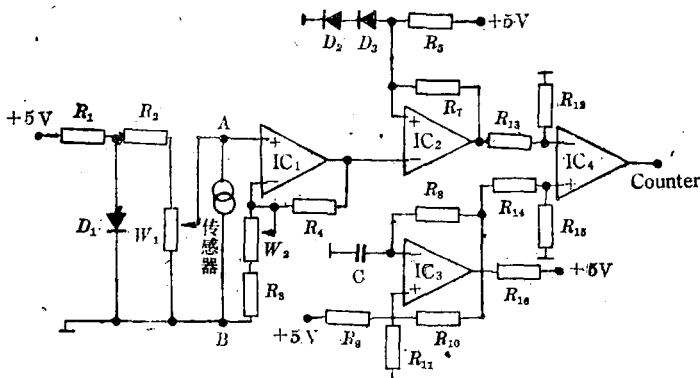 +5V
R₁
R₂
D₁
W₁
A
传感器
B
IC₁
W₂
R₃
R₄
D₂
D₃
R₅
+5V
R₇
IC₂
R₁₃
R₁₂
IC₄
Counter
R₁₄
R₁₅
R₈
C
IC₃
R₁₆
+5V
+5V
R₉
R₁₀
R₁₁